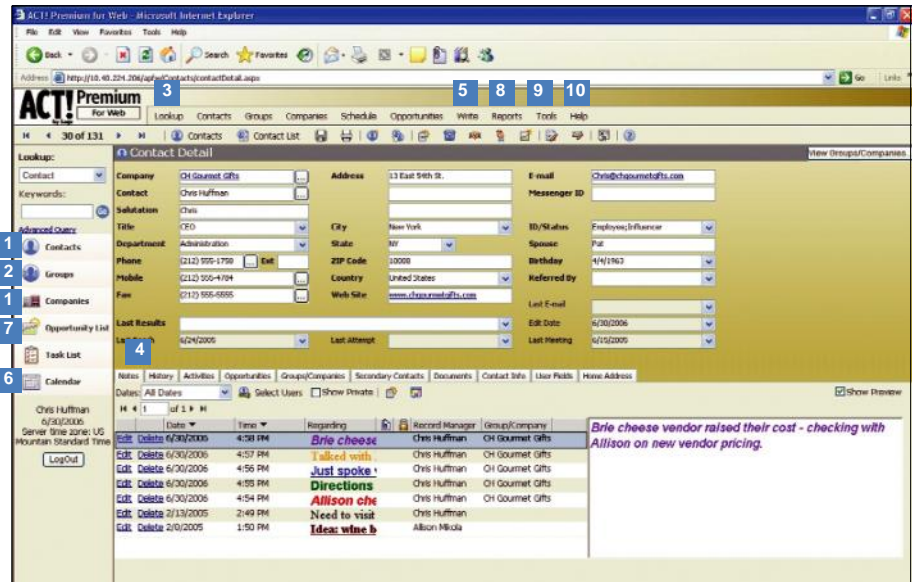 ACT! Premium for Web - Microsoft Internet Explorer
File Edit View Favorites Tools Help
Back Search Favorites
Address http://10.40.224.206/apfw/Contacts/contactDetail.aspx Go Links
ACT! Premium
by Sage For Web
3 5 8 9 10
Lookup Contacts Groups Companies Schedule Opportunities Write Reports Tools Help
30 of 131 Contacts Contact List
Lookup:
Contact
Keywords:
Go
Advanced Query
1 Contacts
2 Groups
1 Companies
7 Opportunity List
Task List
6 Calendar
Chris Huffman
6/30/2006
Server time zone: US
Mountain Standard Time
LogOut
Contact Detail View Groups/Companies
Company CH Gourmet Gifts ... Address 13 East 54th St. E-mail Chris@chgourmetgifts.com
Contact Chris Huffman ... Messenger ID
Salutation Chris
Title CEO City New York ID/Status Employee;Influencer
Department Administration State NY Spouse Pat
Phone (212) 555-1758 ... Ext ZIP Code 10008 Birthday 4/4/1963
Mobile (212) 555-4784 ... Country United States Referred By
Fax (212) 555-5555 ... Web Site www.chgourmetgifts.com
Last E-mail
Last Results Edit Date 6/30/2006
Last Reach 6/24/2005 Last Attempt Last Meeting 6/15/2005
4
Notes History Activities Opportunities Groups/Companies Secondary Contacts Documents Contact Info User Fields Home Address
Dates: All Dates Select Users Show Private Show Preview
1 of 1
Date Time Regarding Record Manager Group/Company
Edit Delete 6/30/2006 4:58 PM Brie cheese Chris Huffman CH Gourmet Gifts
Edit Delete 6/30/2006 4:57 PM Talked with Chris Huffman CH Gourmet Gifts
Edit Delete 6/30/2006 4:56 PM Just spoke Chris Huffman CH Gourmet Gifts
Edit Delete 6/30/2006 4:55 PM Directions Chris Huffman CH Gourmet Gifts
Edit Delete 6/30/2006 4:54 PM Allison che Chris Huffman CH Gourmet Gifts
Edit Delete 2/13/2005 2:49 PM Need to visit Chris Huffman
Edit Delete 2/8/2005 1:50 PM Idea: wine b Allison Mikola
Brie cheese vendor raised their cost - checking with
Allison on new vendor pricing.